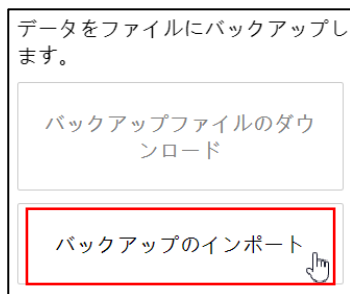 データをファイルにバックアップし
ます。
バックアップファイルのダウ
ンロード
バックアップのインポート